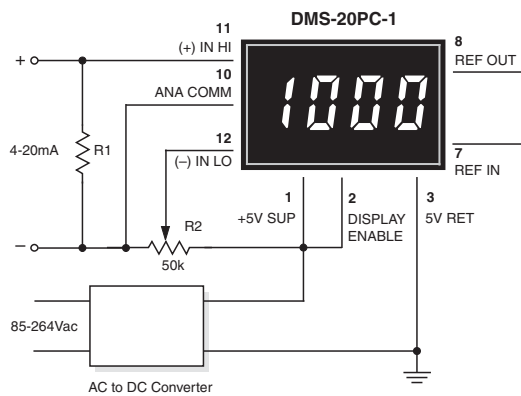 DMS-20PC-1
11
(+) IN HI
10
ANA COMM
12
(–) IN LO
8
REF OUT
7
REF IN
1000
+
4-20mA
R1
–
R2
50k
1
+5V SUP
2
DISPLAY
ENABLE
3
5V RET
85-264Vac
AC to DC Converter